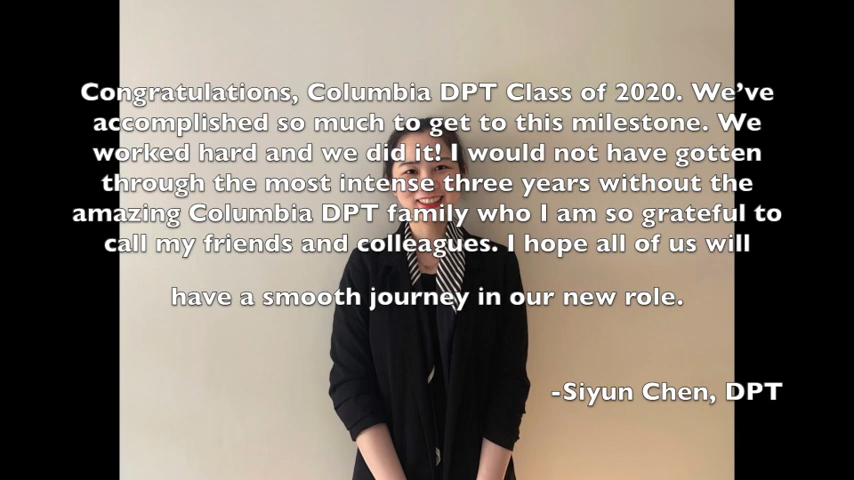 Congratulations, Columbia DPT Class of 2020. We’ve
accomplished so much to get to this milestone. We
worked hard and we did it! I would not have gotten
through the most intense three years without the
amazing Columbia DPT family who I am so grateful to
call my friends and colleagues. I hope all of us will
have a smooth journey in our new role.
-Siyun Chen, DPT